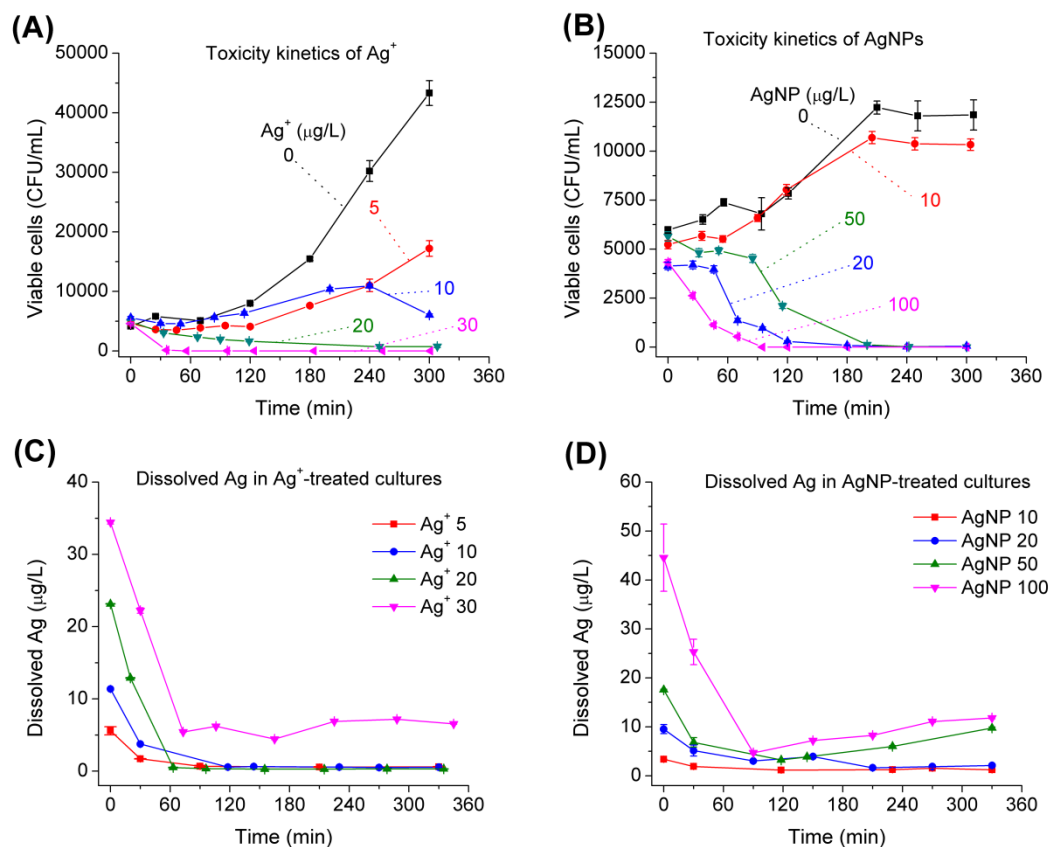 (A)
Toxicity kinetics of Ag⁺
Ag⁺ (μg/L)
0
5
10
20
30
50000
40000
30000
20000
10000
0
Viable cells (CFU/mL)
0 60 120 180 240 300 360
Time (min)
(B)
Toxicity kinetics of AgNPs
AgNP (μg/L)
0
10
50
20
100
12500
10000
7500
5000
2500
0
Viable cells (CFU/mL)
0 60 120 180 240 300 360
Time (min)
(C)
Dissolved Ag in Ag⁺-treated cultures
Ag⁺ 5
Ag⁺ 10
Ag⁺ 20
Ag⁺ 30
40
30
20
10
0
Dissolved Ag (μg/L)
0 60 120 180 240 300 360
Time (min)
(D)
Dissolved Ag in AgNP-treated cultures
AgNP 10
AgNP 20
AgNP 50
AgNP 100
60
50
40
30
20
10
0
Dissolved Ag (μg/L)
0 60 120 180 240 300 360
Time (min)